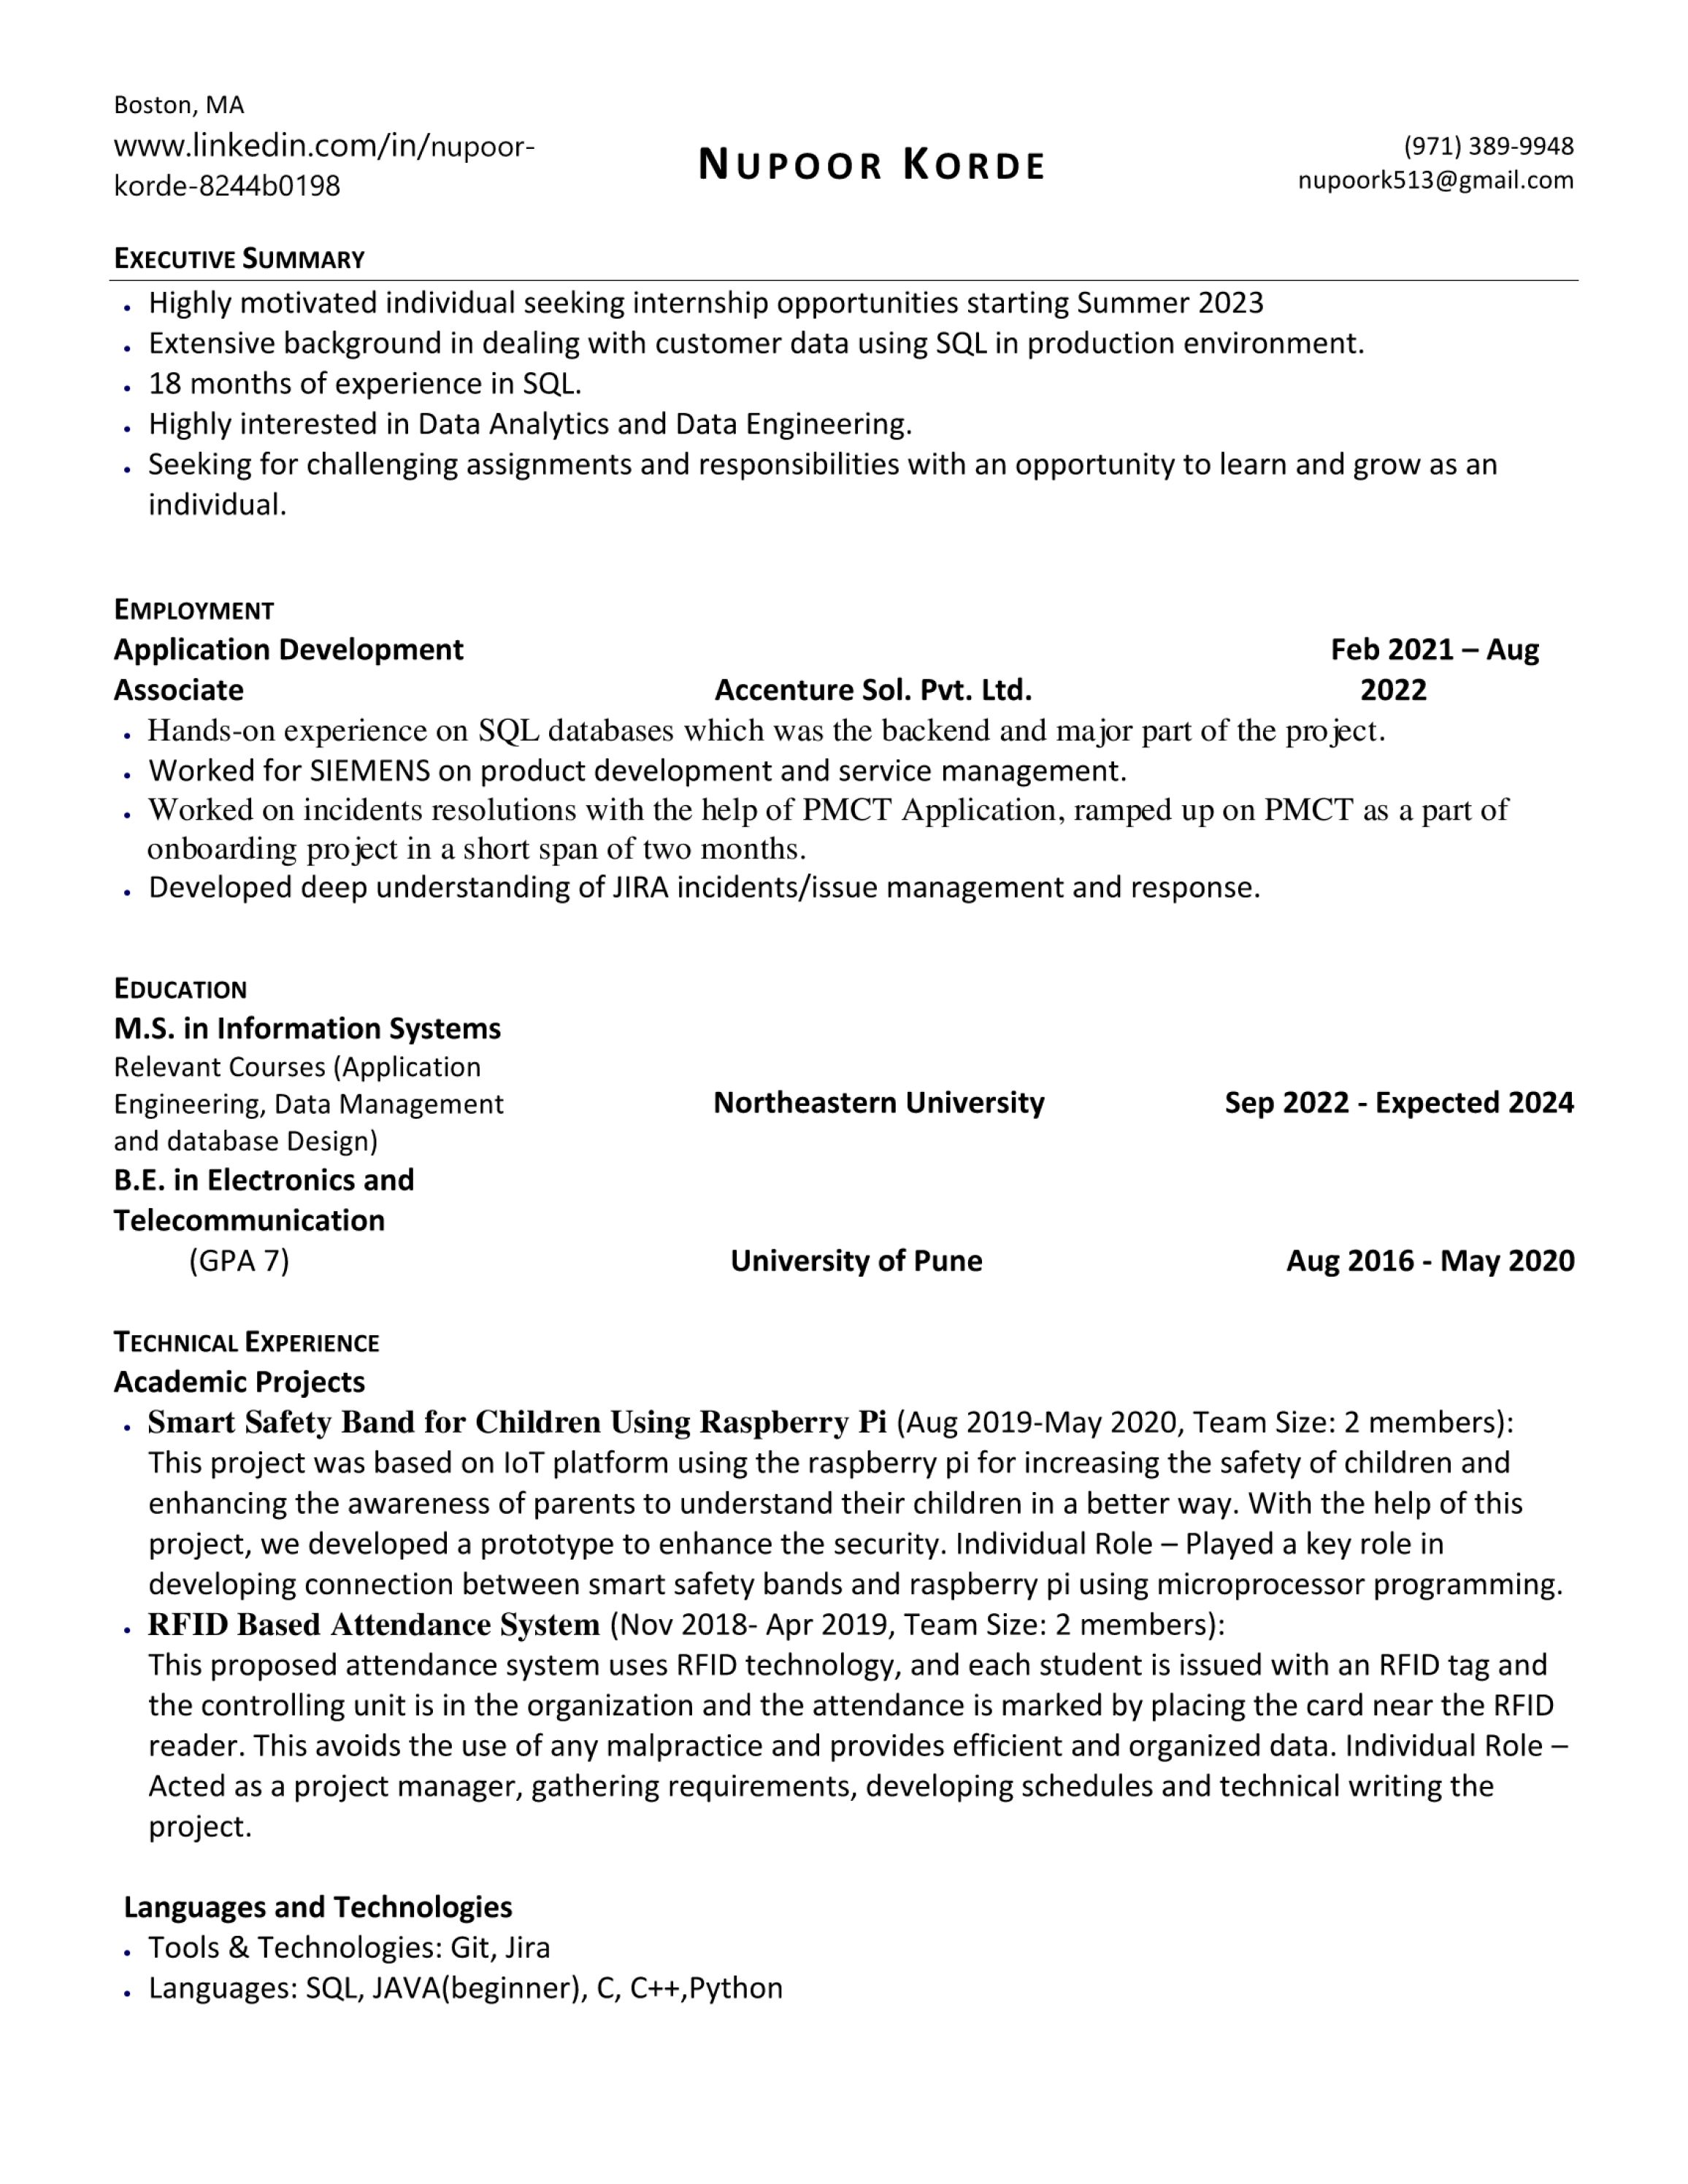 Boston, MA
www.linkedin.com/in/nupoor-
korde-8244b0198
NUPOOR KORDE
(971) 389-9948
nupoork513@gmail.com
EXECUTIVE SUMMARY
• Highly motivated individual seeking internship opportunities starting Summer 2023
• Extensive background in dealing with customer data using SQL in production environment.
• 18 months of experience in SQL.
• Highly interested in Data Analytics and Data Engineering.
• Seeking for challenging assignments and responsibilities with an opportunity to learn and grow as an
individual.
EMPLOYMENT
Application Development Feb 2021 – Aug
Associate Accenture Sol. Pvt. Ltd. 2022
• Hands-on experience on SQL databases which was the backend and major part of the project.
• Worked for SIEMENS on product development and service management.
• Worked on incidents resolutions with the help of PMCT Application, ramped up on PMCT as a part of
onboarding project in a short span of two months.
• Developed deep understanding of JIRA incidents/issue management and response.
EDUCATION
M.S. in Information Systems
Relevant Courses (Application
Engineering, Data Management Northeastern University Sep 2022 - Expected 2024
and database Design)
B.E. in Electronics and
Telecommunication
(GPA 7) University of Pune Aug 2016 - May 2020
TECHNICAL EXPERIENCE
Academic Projects
• Smart Safety Band for Children Using Raspberry Pi (Aug 2019-May 2020, Team Size: 2 members):
This project was based on IoT platform using the raspberry pi for increasing the safety of children and
enhancing the awareness of parents to understand their children in a better way. With the help of this
project, we developed a prototype to enhance the security. Individual Role – Played a key role in
developing connection between smart safety bands and raspberry pi using microprocessor programming.
• RFID Based Attendance System (Nov 2018- Apr 2019, Team Size: 2 members):
This proposed attendance system uses RFID technology, and each student is issued with an RFID tag and
the controlling unit is in the organization and the attendance is marked by placing the card near the RFID
reader. This avoids the use of any malpractice and provides efficient and organized data. Individual Role –
Acted as a project manager, gathering requirements, developing schedules and technical writing the
project.
Languages and Technologies
• Tools & Technologies: Git, Jira
• Languages: SQL, JAVA(beginner), C, C++,Python